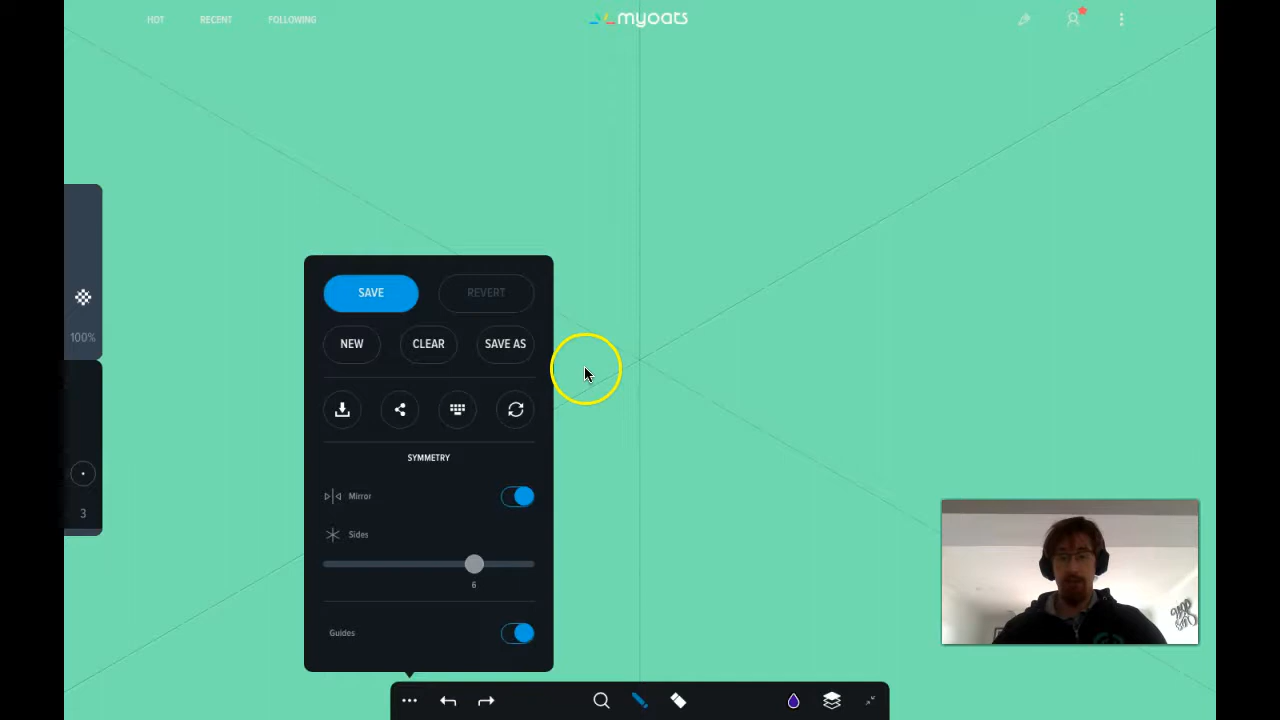 HOT RECENT FOLLOWING myoats
SAVE REVERT
NEW CLEAR SAVE AS
100%
SYMMETRY
Mirror
3
Sides
6
Guides